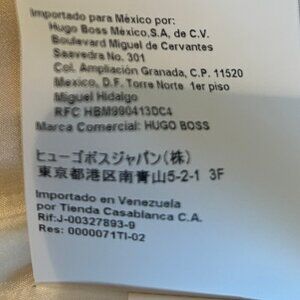 Importado para México por:
Hugo Boss México,S.A, de C.V.
Boulevard Miguel de Cervantes
Saavedra No. 301
Col. Ampliación Granada, C.P. 11520
Mexico, D.F. Torre Norte 1er piso
Miguel Hidalgo
RFC HBM990413DC4
Marca Comercial: HUGO BOSS
ヒューゴボスジャパン(株)
東京都港区南青山5-2-1 3F
Importado en Venezuela
por Tienda Casablanca C.A.
Rif:J-00327893-9
Res: 0000071TI-02